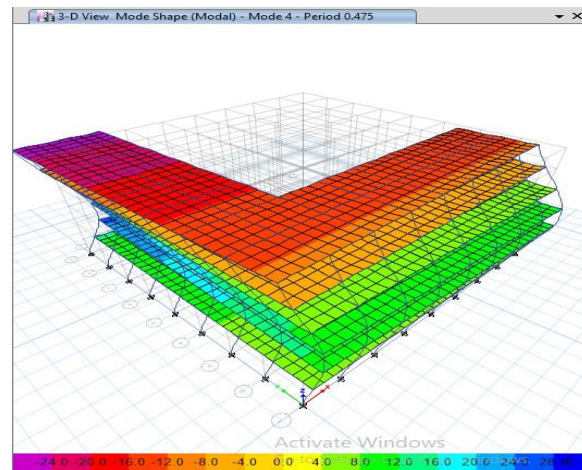 3-D View Mode Shape (Modal) - Mode 4 - Period 0.475
Activate Windows
-24.0 -20.0 -16.0 -12.0 -8.0 -4.0 0.0 4.0 8.0 12.0 16.0 20.0 24.0 28.0